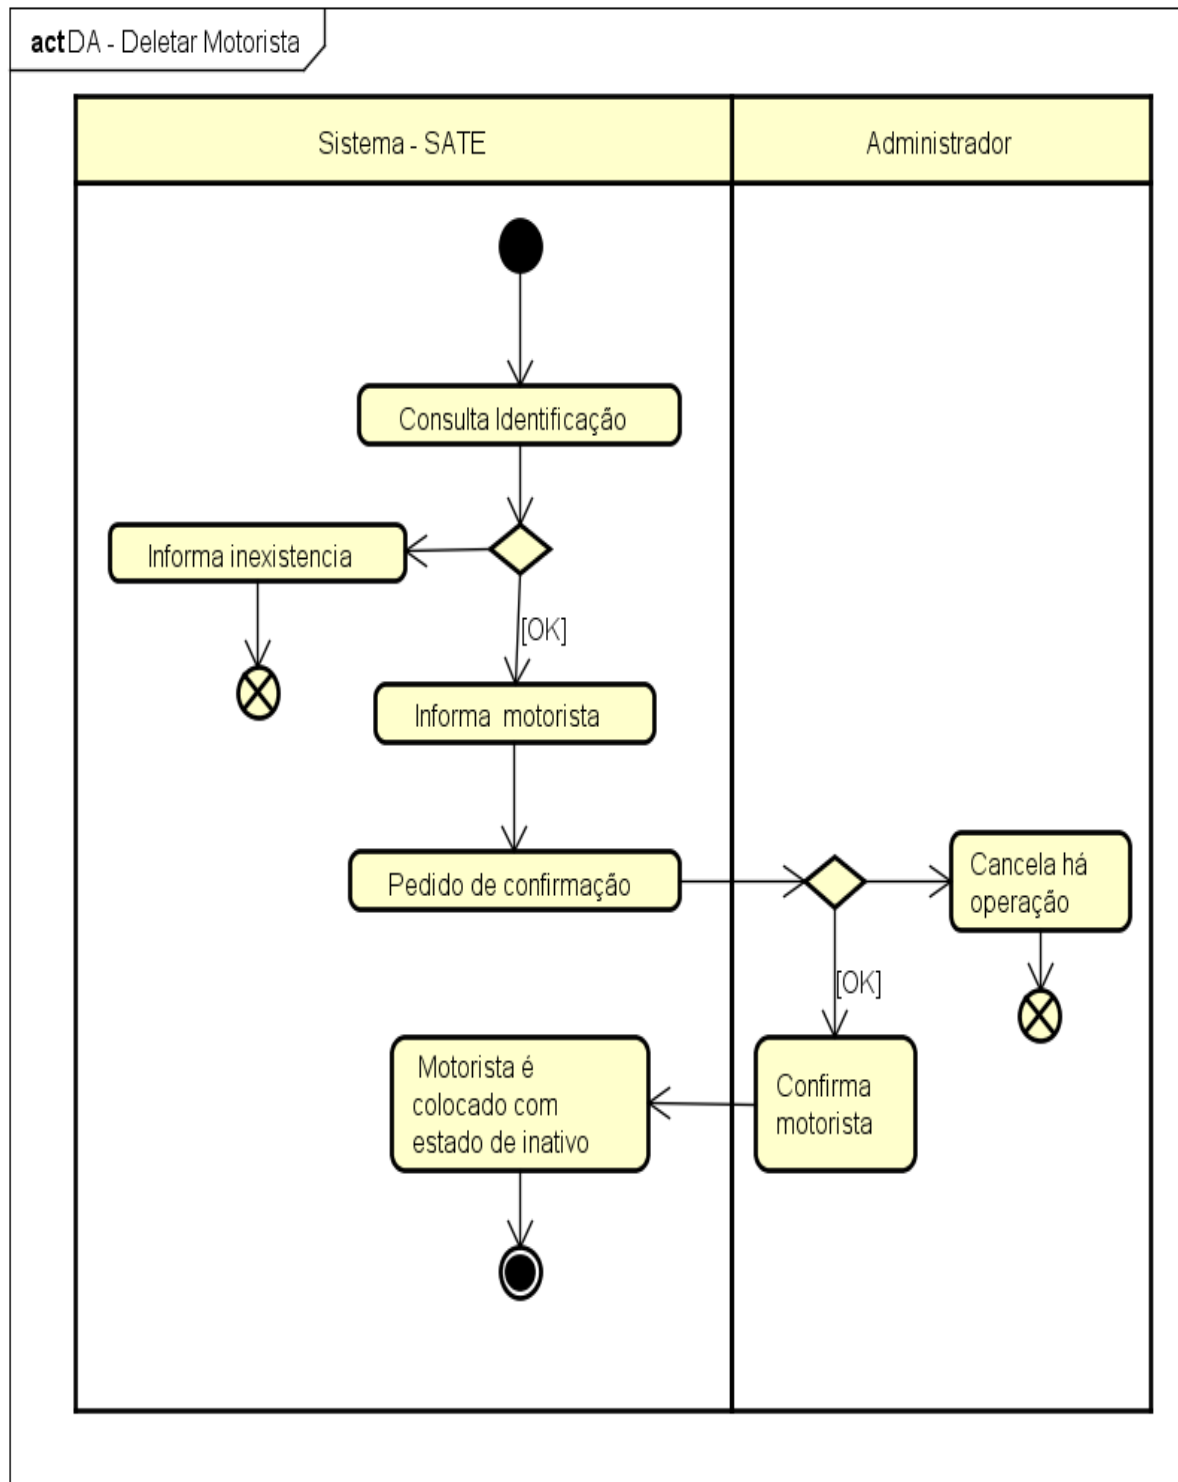 act DA - Deletar Motorista
Sistema - SATE
Administrador
Consulta Identificação
Informa inexistencia
[OK]
Informa motorista
Pedido de confirmação
Cancela há
operação
[OK]
Motorista é
colocado com
estado de inativo
Confirma
motorista